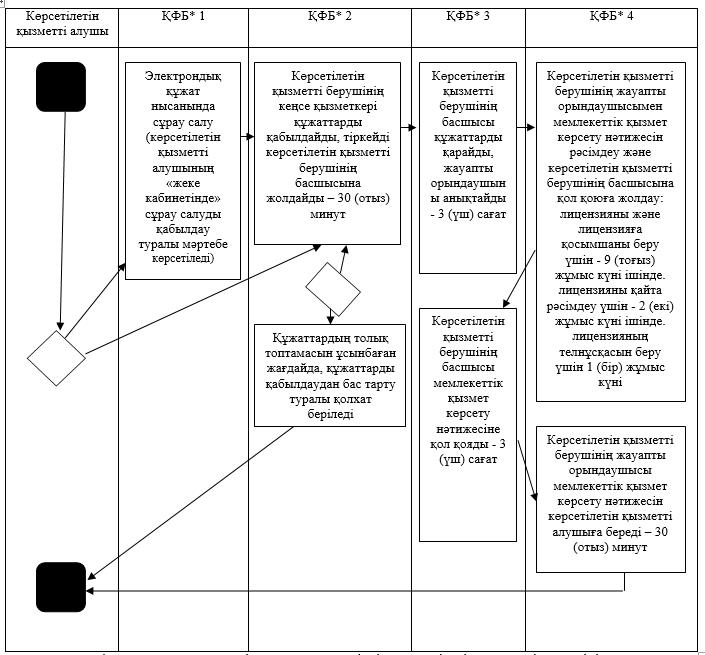 Көрсетілетін
қызметті алушы
ҚФБ* 1
ҚФБ* 2
ҚФБ* 3
ҚФБ* 4
Электрондық
құжат
нысанында
сұрау салу
(көрсетілетін
қызметті
алушының
«жеке
кабинетінде»
сұрау салуды
қабылдау
туралы мәртебе
көрсетіледі)
Көрсетілетін
қызметті берушінің
кеңсе қызметкері
құжаттарды
қабылдайды, тіркейді
көрсетілетін қызметті
берушінің
басшысына
жолдайды – 30 (отыз)
минут
Құжаттардың толық
топтамасын ұсынбаған
жағдайда, құжаттарды
қабылдаудан бас тарту
туралы қолхат
беріледі
Көрсетілетін
қызметті
берушінің
басшысы
құжаттарды
қарайды,
жауапты
орындаушын
ы анықтайды
- 3 (үш) сағат
Көрсетілетін
қызметті
берушінің
басшысы
мемлекеттік
қызмет
көрсету
нәтижесіне
қол қояды - 3
(үш) сағат
Көрсетілетін қызметті
берушінің жауапты
орындаушысымен
мемлекеттік қызмет
көрсету нәтижесін
рәсімдеу және
көрсетілетін қызметті
берушінің басшысына
қол қоюға жолдау:
лицензияны және
лицензияға
қосымшаны беру
үшін - 9 (тоғыз)
жұмыс күні ішінде.
лицензияны қайта
рәсімдеу үшін - 2 (екі)
жұмыс күні ішінде.
лицензияның
телнұсқасын беру
үшін 1 (бір) жұмыс
күні
Көрсетілетін қызметті
берушінің жауапты
орындаушысы
мемлекеттік қызмет
көрсету нәтижесін
көрсетілетін қызметті
алушыға береді – 30
(отыз) минут